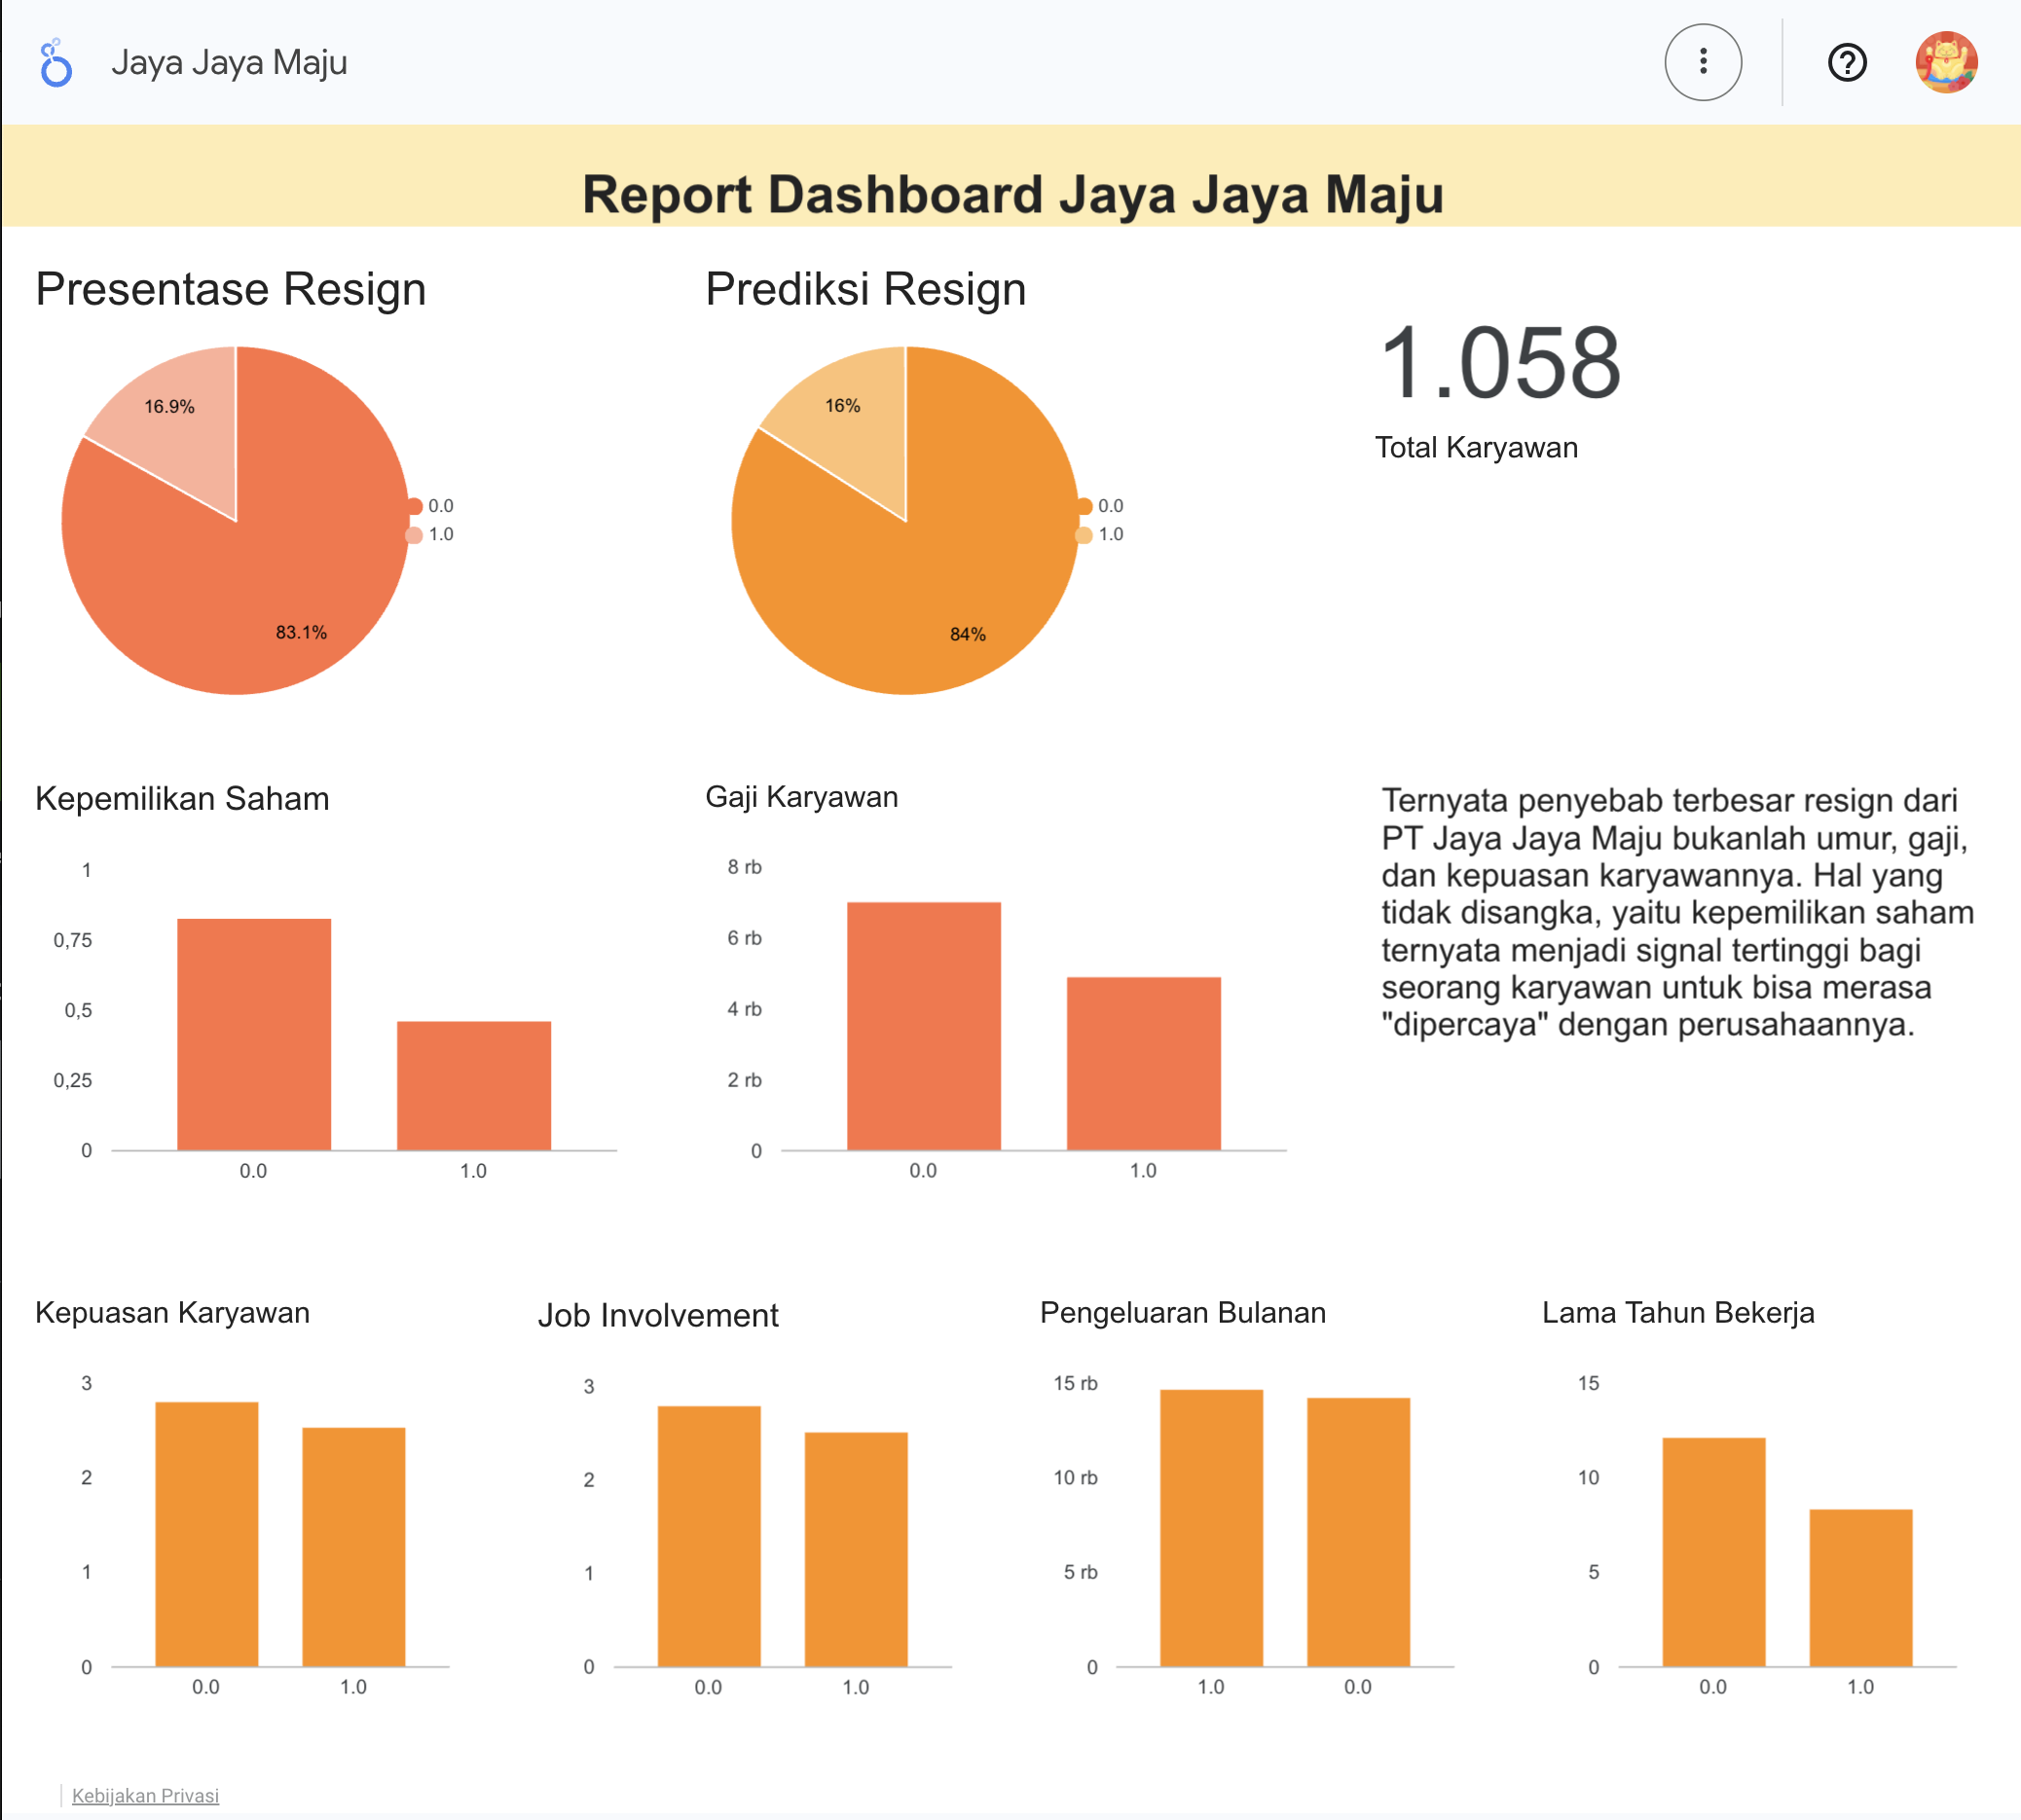 Jaya Jaya Maju
Report Dashboard Jaya Jaya Maju
Presentase Resign
16.9%
83.1%
0.0
1.0
Prediksi Resign
16%
84%
0.0
1.0
1.058
Total Karyawan
Kepemilikan Saham
1
0,75
0,5
0,25
0
0.0
1.0
Gaji Karyawan
8 rb
6 rb
4 rb
2 rb
0
0.0
1.0
Ternyata penyebab terbesar resign dari
PT Jaya Jaya Maju bukanlah umur, gaji,
dan kepuasan karyawannya. Hal yang
tidak disangka, yaitu kepemilikan saham
ternyata menjadi signal tertinggi bagi
seorang karyawan untuk bisa merasa
"dipercaya" dengan perusahaannya.
Kepuasan Karyawan
3
2
1
0
0.0
1.0
Job Involvement
3
2
1
0
0.0
1.0
Pengeluaran Bulanan
15 rb
10 rb
5 rb
0
1.0
0.0
Lama Tahun Bekerja
15
10
5
0
0.0
1.0
Kebijakan Privasi